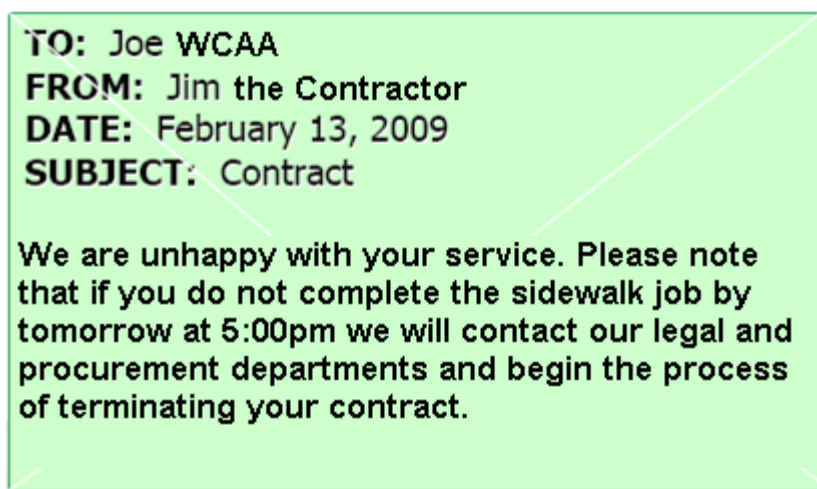 TO: Joe WCAA
FROM: Jim the Contractor
DATE: February 13, 2009
SUBJECT: Contract
We are unhappy with your service. Please note
that if you do not complete the sidewalk job by
tomorrow at 5:00pm we will contact our legal and
procurement departments and begin the process
of terminating your contract.